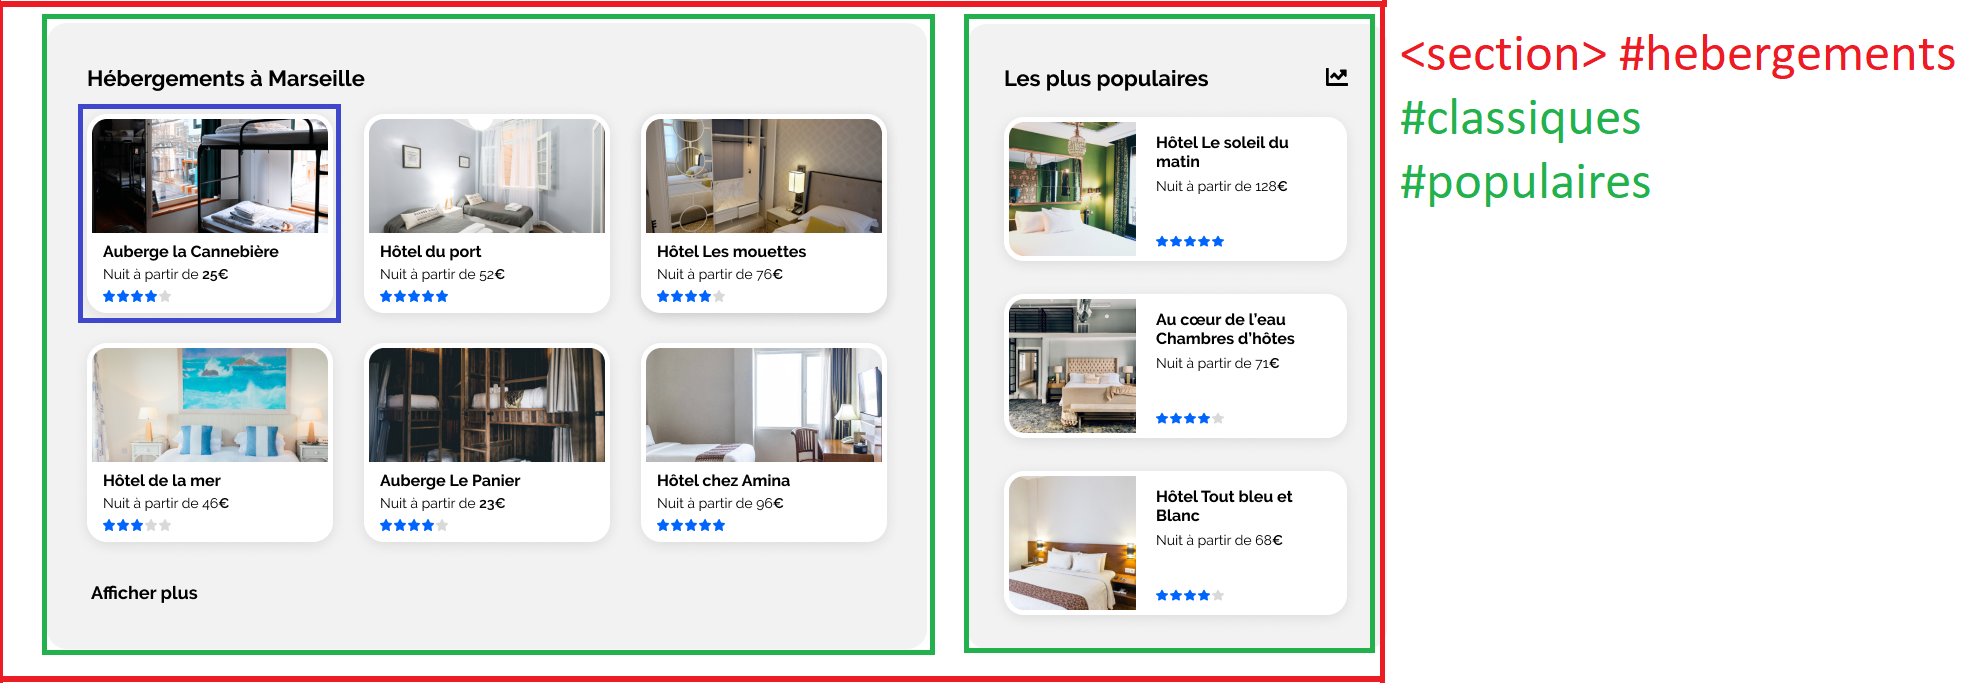 Hébergements à Marseille
Auberge la Cannebière
Nuit à partir de 25€
Hôtel du port
Nuit à partir de 52€
Hôtel Les mouettes
Nuit à partir de 76€
Hôtel de la mer
Nuit à partir de 46€
Auberge Le Panier
Nuit à partir de 23€
Hôtel chez Amina
Nuit à partir de 96€
Afficher plus
Les plus populaires
Hôtel Le soleil du
matin
Nuit à partir de 128€
Au cœur de l'eau
Chambres d'hôtes
Nuit à partir de 71€
Hôtel Tout bleu et
Blanc
Nuit à partir de 68€
<section> #hebergements
#classiques
#populaires